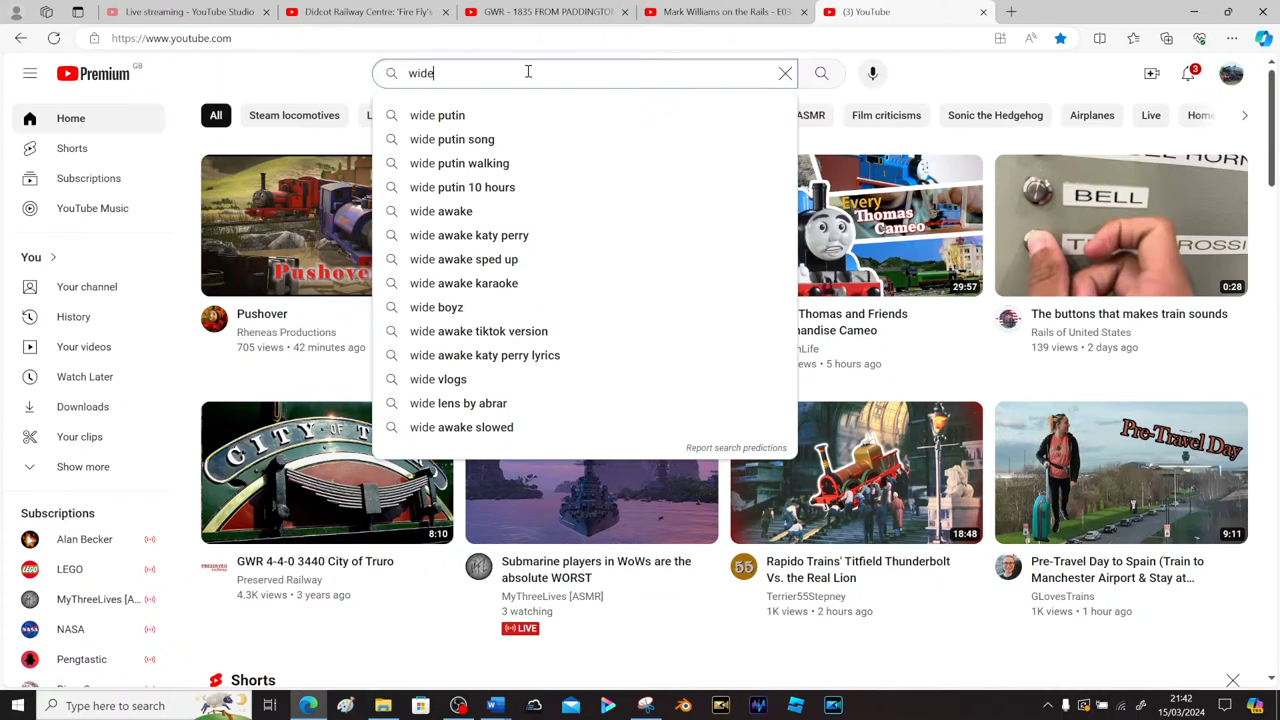 Live streaming - YouTube Studio
Didcot Railway Centre: 'Fire Fly's
GWR - 1835 FROM PADDINGTON
Mark Williams on the Rails - E03
(3) YouTube
https://www.youtube.com
Premium GB
wide
3
wide putin
wide putin song
wide putin walking
wide putin 10 hours
wide awake
wide awake katy perry
wide awake sped up
wide awake karaoke
wide boyz
wide awake tiktok version
wide awake katy perry lyrics
wide vlogs
wide lens by abrar
wide awake slowed
Report search predictions
Home
Shorts
Subscriptions
YouTube Music
You
Your channel
History
Your videos
Watch Later
Downloads
Your clips
Show more
Subscriptions
Alan Becker
LEGO
MyThreeLives [A...
NASA
Pengtastic
All
Steam locomotives
ASMR
Film criticisms
Sonic the Hedgehog
Airplanes
Live
Home
Pushove
Pushover
Rheneas Productions
705 views • 42 minutes ago
Every
Thomas
Cameo
29:57
Thomas and Friends
andise Cameo
nLife
ews • 5 hours ago
BELL
0:28
The buttons that makes train sounds
Rails of United States
139 views • 2 days ago
CITY OF T
8:10
GWR 4-4-0 3440 City of Truro
Preserved Railway
4.3K views • 3 years ago
Submarine players in WoWs are the
absolute WORST
MyThreeLives [ASMR]
3 watching
LIVE
18:48
55
Rapido Trains' Titfield Thunderbolt
Vs. the Real Lion
Terrier55Stepney
1K views • 2 hours ago
Pre-Travel Day
9:11
Pre-Travel Day to Spain (Train to
Manchester Airport & Stay at...
GLovesTrains
1K views • 1 hour ago
Shorts
Type here to search
21:42
15/03/2024